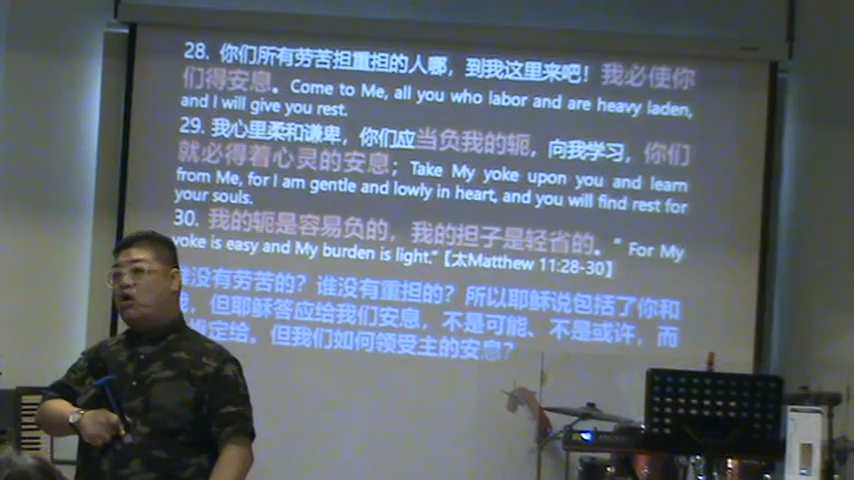 28. 你们所有劳苦担重担的人哪，到我这里来吧！我必使你
们得安息。Come to Me, all you who labor and are heavy laden,
and I will give you rest.
29. 我心里柔和谦卑，你们应当负我的轭，向我学习，你们
就必得着心灵的安息；Take My yoke upon you and learn
from Me, for I am gentle and lowly in heart, and you will find rest for
your souls.
30. 我的轭是容易负的，我的担子是轻省的。” For My
yoke is easy and My burden is light.”【太Matthew 11:28-30】
谁没有劳苦的？谁没有重担的？所以耶稣说包括了你和
，但耶稣答应给我们安息，不是可能、不是或许，而
定给。但我们如何领受主的安息？